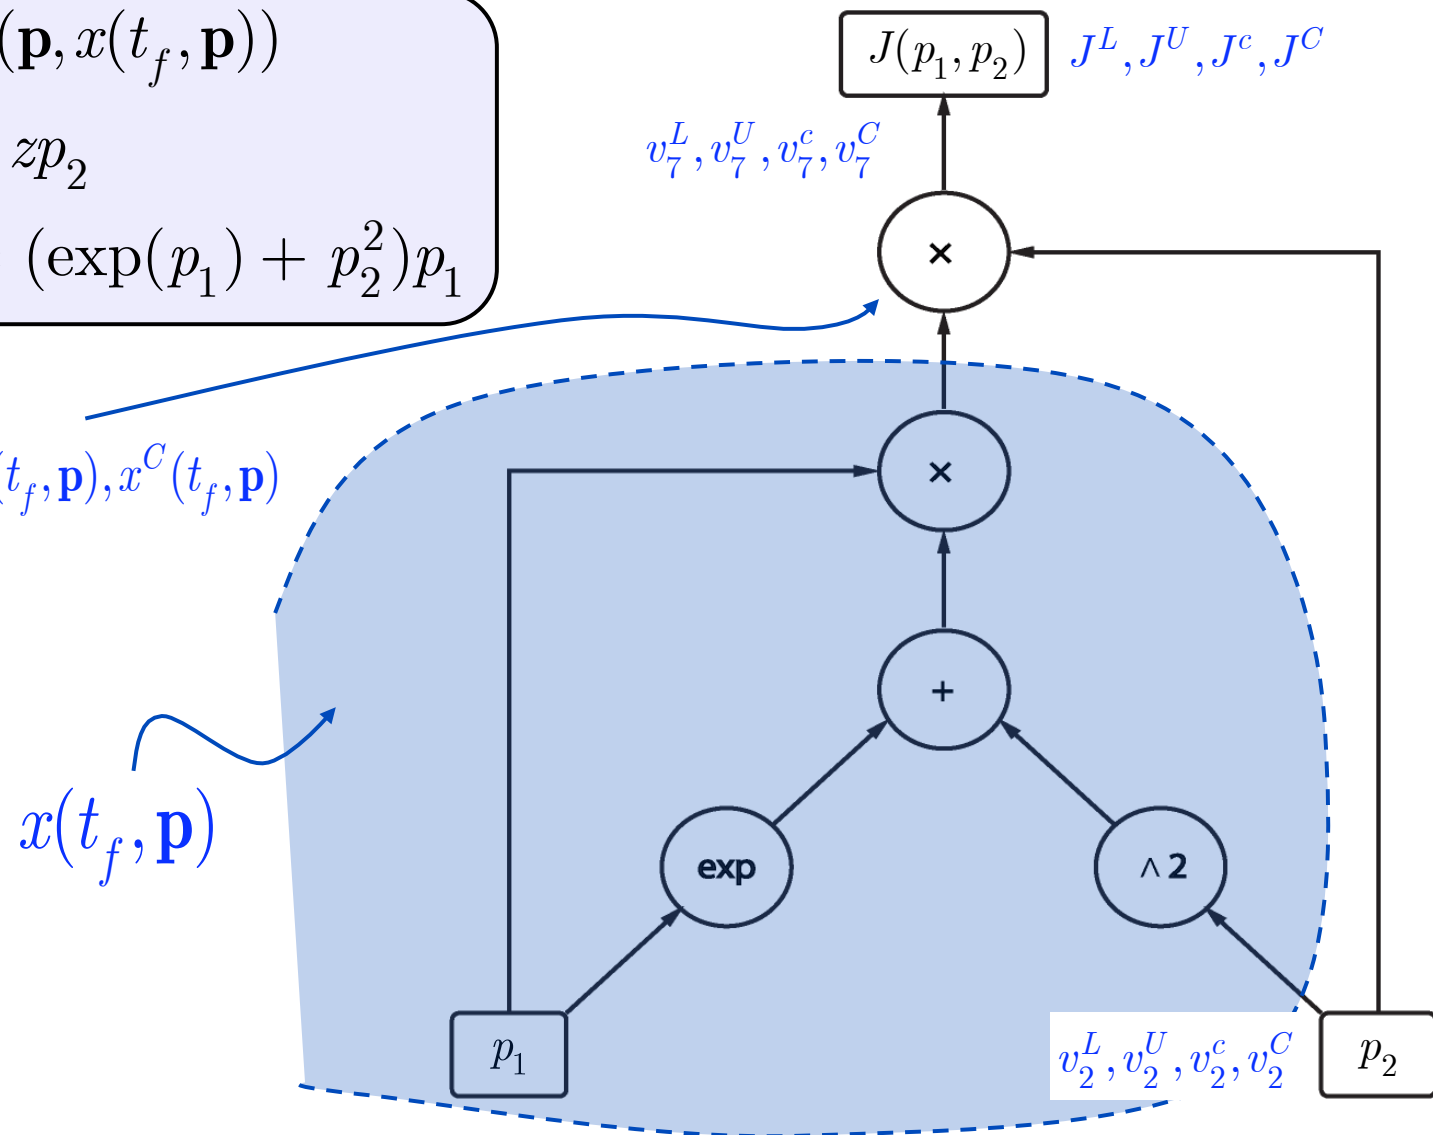 (𝐩, x(t_f, 𝐩))
zp_2
(exp(p_1) + p_2^2)p_1
J(p_1, p_2)
J^L, J^U, J^c, J^C
v_7^L, v_7^U, v_7^c, v_7^C
×
(t_f, 𝐩), x^C(t_f, 𝐩)
×
+
x(t_f, 𝐩)
exp
∧ 2
p_1
v_2^L, v_2^U, v_2^c, v_2^C
p_2